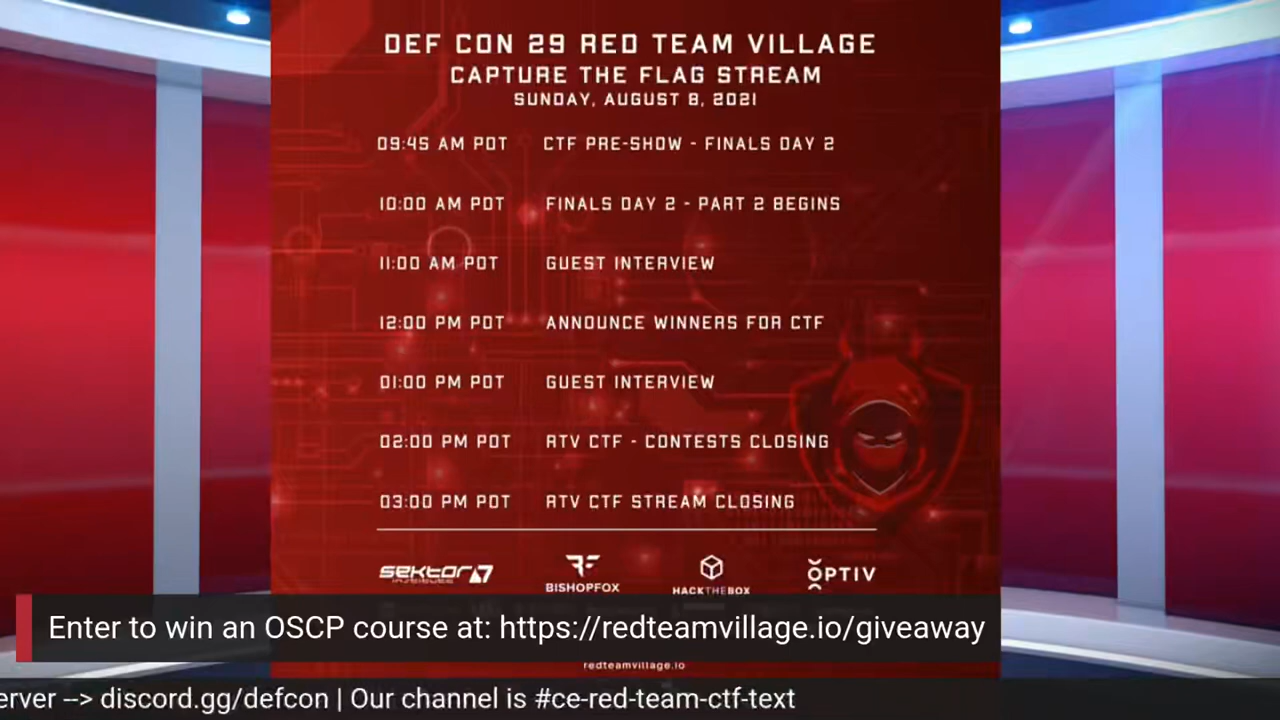 DEF CON 29 RED TEAM VILLAGE
CAPTURE THE FLAG STREAM
SUNDAY, AUGUST 8, 2021
09:45 AM PDT CTF PRE-SHOW - FINALS DAY 2
10:00 AM PDT FINALS DAY 2 - PART 2 BEGINS
11:00 AM PDT GUEST INTERVIEW
12:00 PM PDT ANNOUNCE WINNERS FOR CTF
01:00 PM PDT GUEST INTERVIEW
02:00 PM PDT RTV CTF - CONTESTS CLOSING
03:00 PM PDT RTV CTF STREAM CLOSING
SEKTOR7 BISHOPFOX HACKTHEBOX OPTIV
Enter to win an OSCP course at: https://redteamvillage.io/giveaway
redteamvillage.io
erver --> discord.gg/defcon | Our channel is #ce-red-team-ctf-text